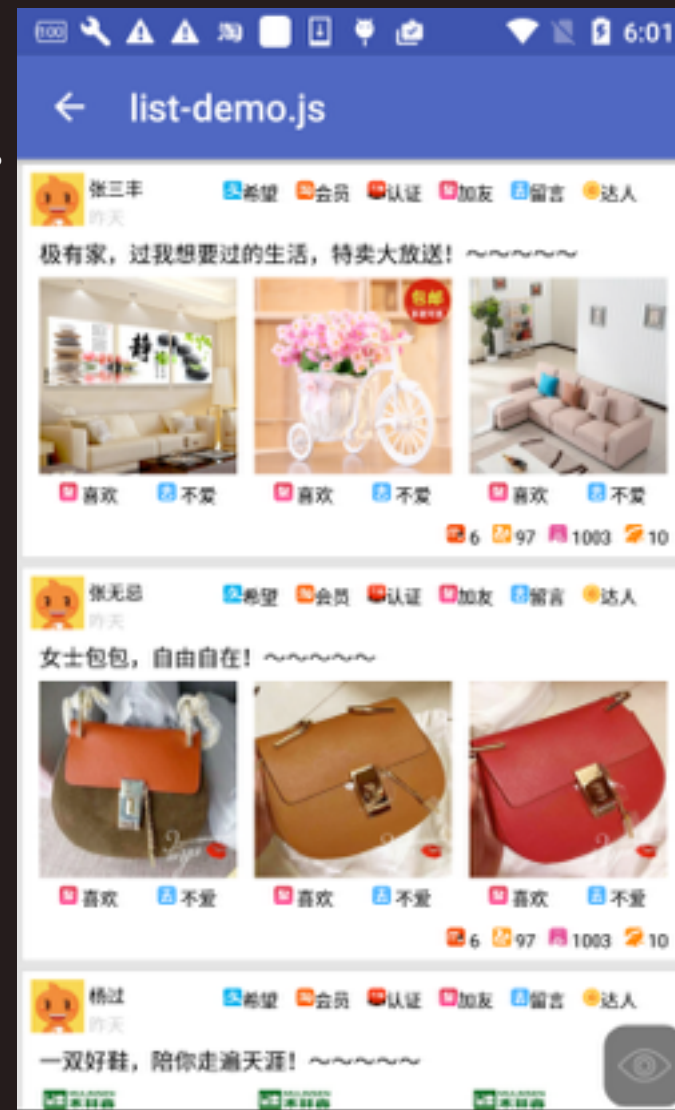 100 淘 6:01
list-demo.js
张三丰 希望 会员 认证 加友 留言 达人
昨天
极有家，过我想要过的生活，特卖大放送！～～～～～
静
包邮
喜欢 不爱 喜欢 不爱 喜欢 不爱
6 97 1003 10
张无忌 希望 会员 认证 加友 留言 达人
昨天
女士包包，自由自在！～～～～～
喜欢 不爱 喜欢 不爱 喜欢 不爱
6 97 1003 10
杨过 希望 会员 认证 加友 留言 达人
昨天
一双好鞋，陪你走遍天涯！～～～～～